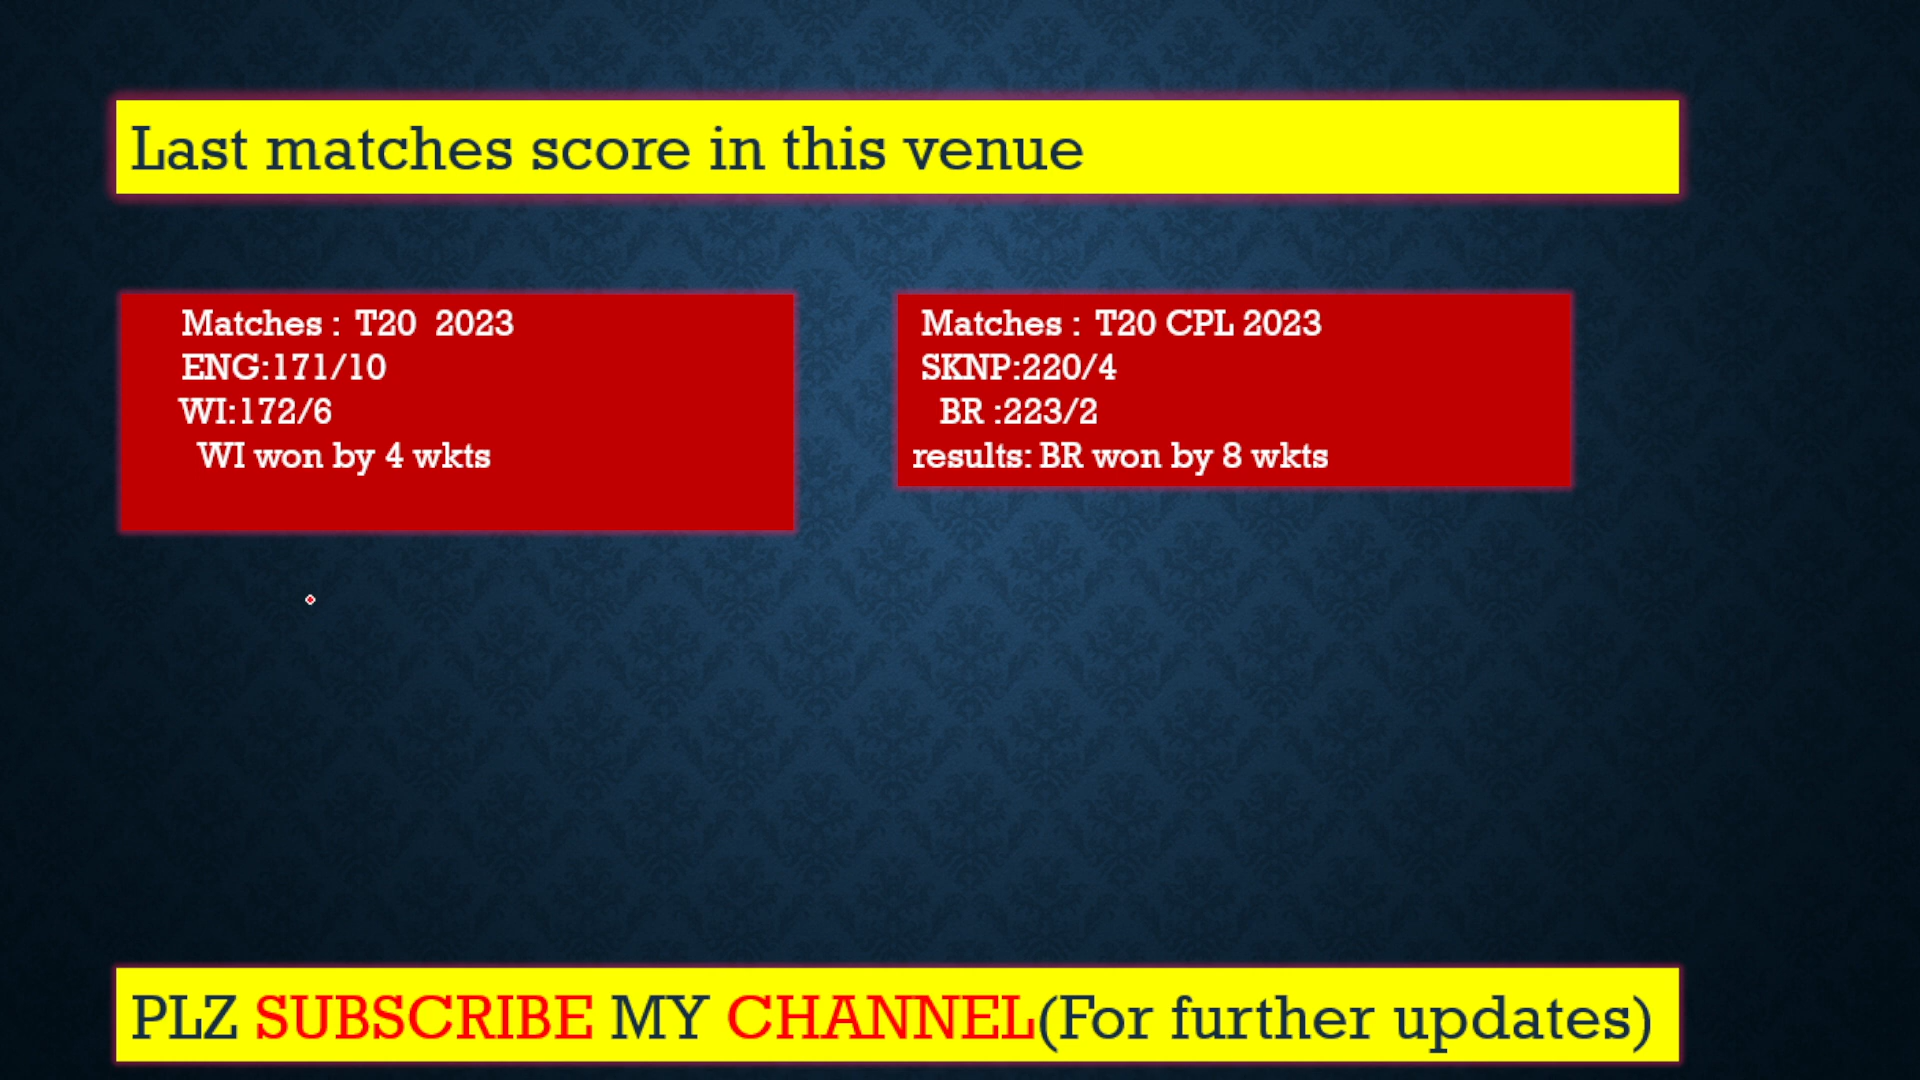 Last matches score in this venue
Matches : T20 2023
ENG:171/10
WI:172/6
WI won by 4 wkts
Matches : T20 CPL 2023
SKNP:220/4
BR :223/2
results: BR won by 8 wkts
PLZ SUBSCRIBE MY CHANNEL(For further updates)